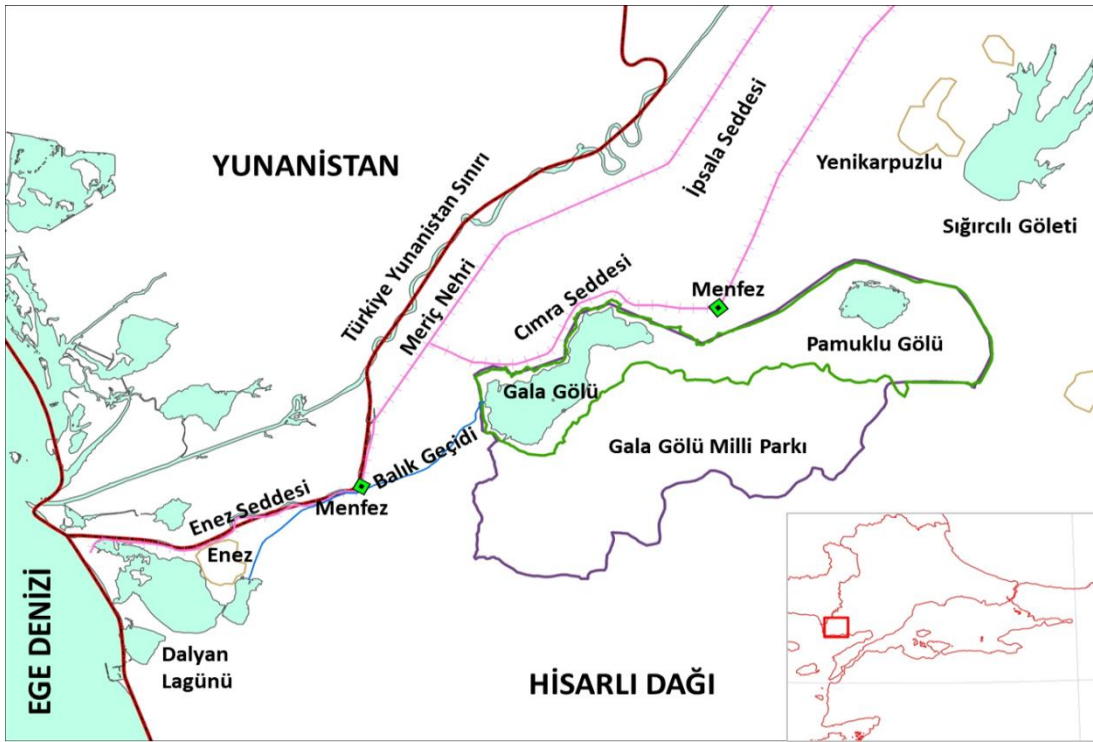 YUNANİSTAN
Türkiye Yunanistan Sınırı
Meriç Nehri
İpsala Seddesi
Yenikarpuzlu
Sığırcılı Göleti
Cımra Seddesi
Menfez
Pamuklu Gölü
Gala Gölü
Gala Gölü Milli Parkı
Balık Geçidi
Enez Seddesi
Menfez
Enez
EGE DENİZİ
Dalyan
Lagünü
HİSARLI DAĞI